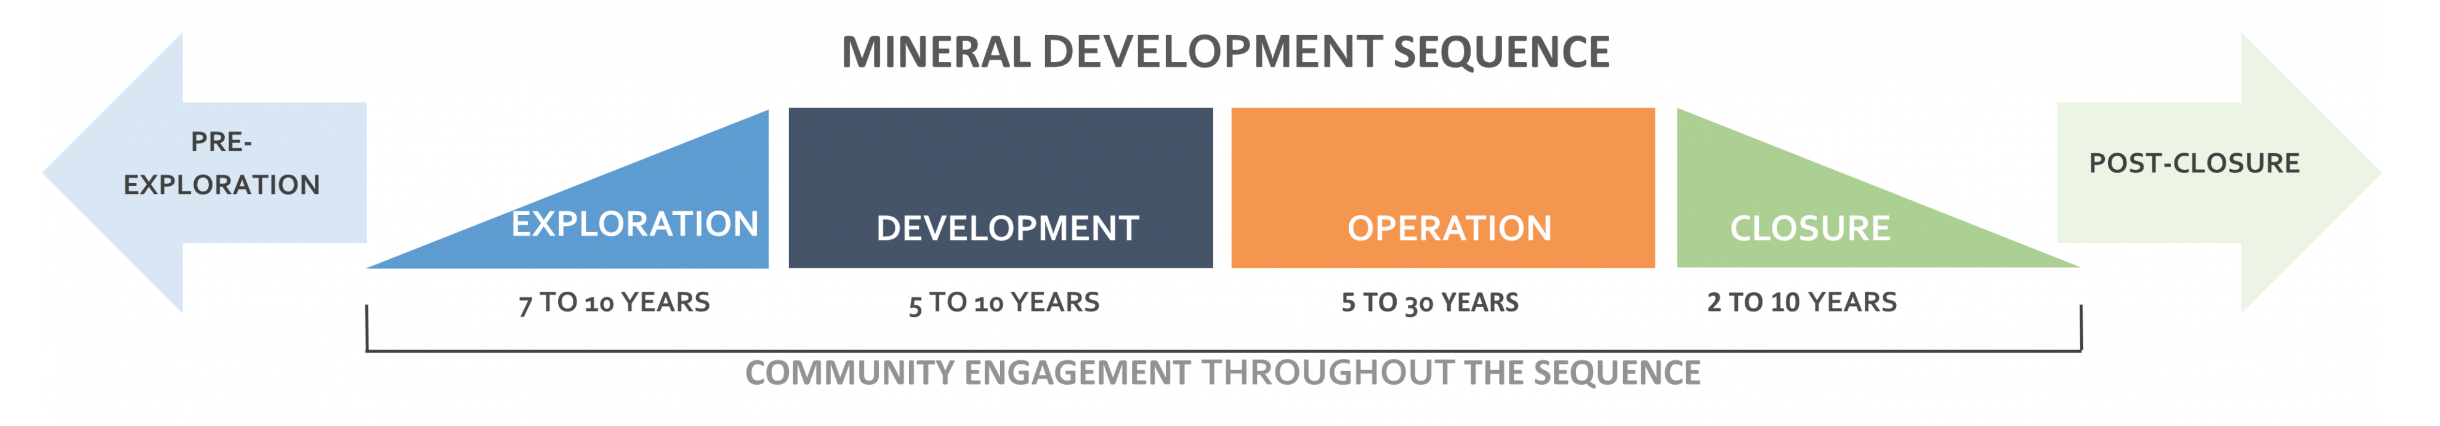 MINERAL DEVELOPMENT SEQUENCE
PRE-
EXPLORATION
EXPLORATION
DEVELOPMENT
OPERATION
CLOSURE
POST-CLOSURE
7 TO 10 YEARS
5 TO 10 YEARS
5 TO 30 YEARS
2 TO 10 YEARS
COMMUNITY ENGAGEMENT THROUGHOUT THE SEQUENCE